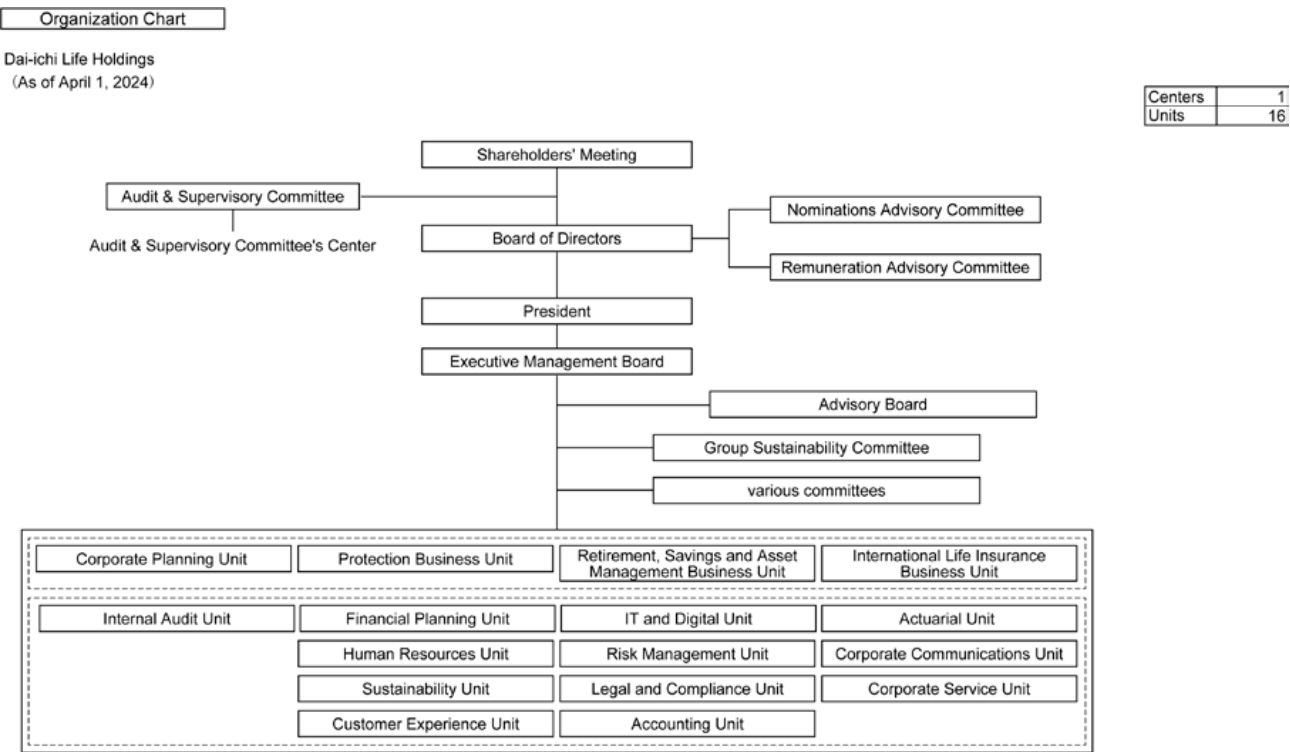 Organization Chart
Dai-ichi Life Holdings
(As of April 1, 2024)
Centers 1
Units 16
Shareholders' Meeting
Audit & Supervisory Committee
Nominations Advisory Committee
Board of Directors
Audit & Supervisory Committee's Center
Remuneration Advisory Committee
President
Executive Management Board
Advisory Board
Group Sustainability Committee
various committees
Corporate Planning Unit
Protection Business Unit
Retirement, Savings and Asset
Management Business Unit
International Life Insurance
Business Unit
Internal Audit Unit
Financial Planning Unit
IT and Digital Unit
Actuarial Unit
Human Resources Unit
Risk Management Unit
Corporate Communications Unit
Sustainability Unit
Legal and Compliance Unit
Corporate Service Unit
Customer Experience Unit
Accounting Unit